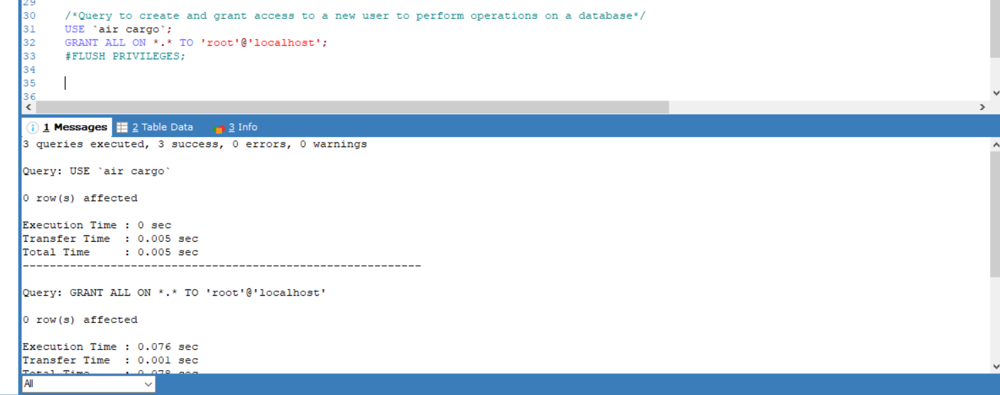 29
30 /*Query to create and grant access to a new user to perform operations on a database*/
31 USE `air cargo`;
32 GRANT ALL ON *.* TO 'root'@'localhost';
33 #FLUSH PRIVILEGES;
34
35
36
1 Messages 2 Table Data 3 Info
3 queries executed, 3 success, 0 errors, 0 warnings
Query: USE `air cargo`
0 row(s) affected
Execution Time : 0 sec
Transfer Time : 0.005 sec
Total Time : 0.005 sec
-----------------------------------------------------------
Query: GRANT ALL ON *.* TO 'root'@'localhost'
0 row(s) affected
Execution Time : 0.076 sec
Transfer Time : 0.001 sec
Total Time : 0.078 sec
All